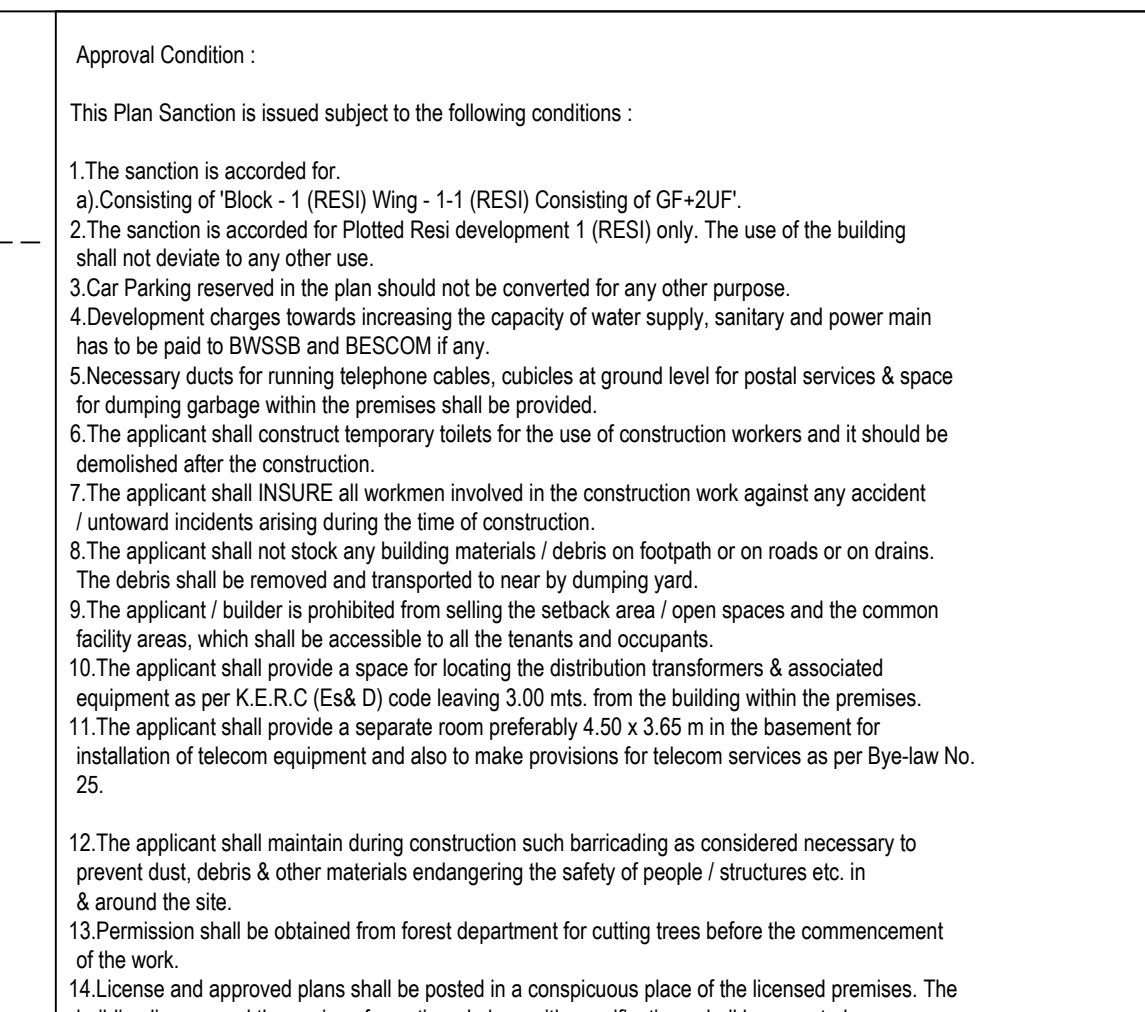 Approval Condition :
This Plan Sanction is issued subject to the following conditions :
1.The sanction is accorded for.
a).Consisting of 'Block - 1 (RESI) Wing - 1-1 (RESI) Consisting of GF+2UF'.
2.The sanction is accorded for Plotted Resi development 1 (RESI) only. The use of the building
shall not deviate to any other use.
3.Car Parking reserved in the plan should not be converted for any other purpose.
4.Development charges towards increasing the capacity of water supply, sanitary and power main
has to be paid to BWSSB and BESCOM if any.
5.Necessary ducts for running telephone cables, cubicles at ground level for postal services & space
for dumping garbage within the premises shall be provided.
6.The applicant shall construct temporary toilets for the use of construction workers and it should be
demolished after the construction.
7.The applicant shall INSURE all workmen involved in the construction work against any accident
/ untoward incidents arising during the time of construction.
8.The applicant shall not stock any building materials / debris on footpath or on roads or on drains.
The debris shall be removed and transported to near by dumping yard.
9.The applicant / builder is prohibited from selling the setback area / open spaces and the common
facility areas, which shall be accessible to all the tenants and occupants.
10.The applicant shall provide a space for locating the distribution transformers & associated
equipment as per K.E.R.C (Es& D) code leaving 3.00 mts. from the building within the premises.
11.The applicant shall provide a separate room preferably 4.50 x 3.65 m in the basement for
installation of telecom equipment and also to make provisions for telecom services as per Bye-law No.
25.
12.The applicant shall maintain during construction such barricading as considered necessary to
prevent dust, debris & other materials endangering the safety of people / structures etc. in
& around the site.
13.Permission shall be obtained from forest department for cutting trees before the commencement
of the work.
14.License and approved plans shall be posted in a conspicuous place of the licensed premises. The